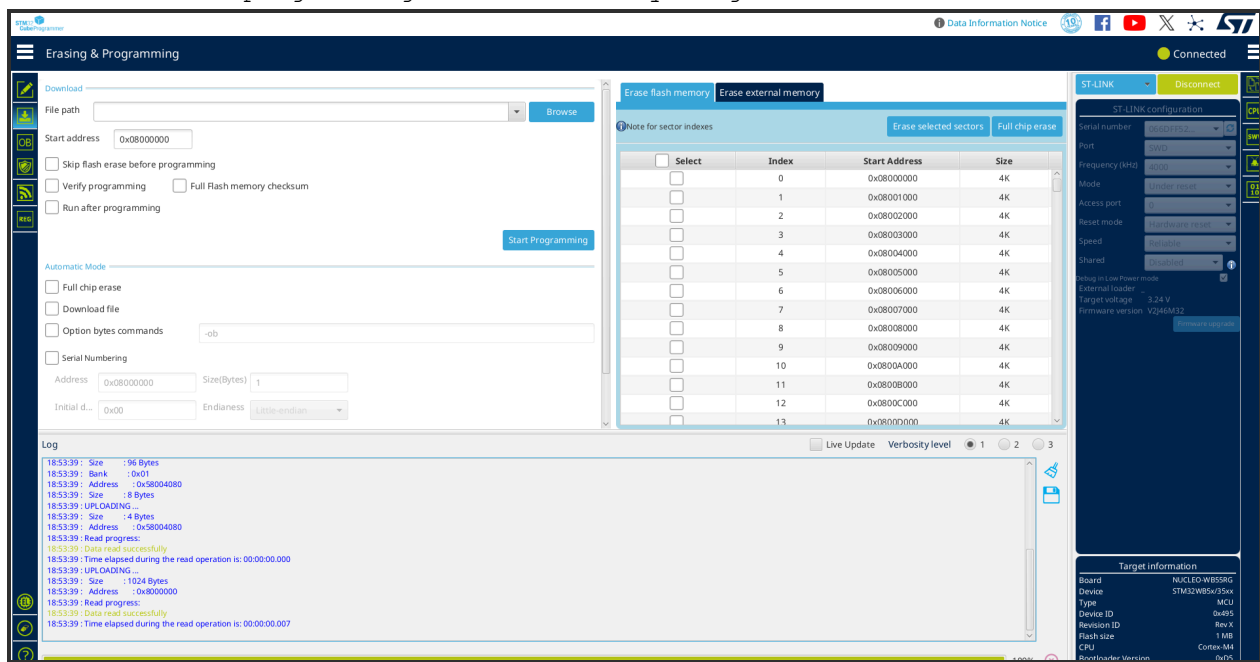 STM32
CubeProgrammer
Data Information Notice
Erasing & Programming
Connected
Download
File path
Browse
Start address 0x08000000
Skip flash erase before programming
Verify programming Full Flash memory checksum
Run after programming
Start Programming
Automatic Mode
Full chip erase
Download file
Option bytes commands -ob
Serial Numbering
Address 0x08000000 Size(Bytes) 1
Initial d... 0x00 Endianess Little-endian
Erase flash memory Erase external memory
Note for sector indexes Erase selected sectors Full chip erase
Select Index Start Address Size
0 0x08000000 4K
1 0x08001000 4K
2 0x08002000 4K
3 0x08003000 4K
4 0x08004000 4K
5 0x08005000 4K
6 0x08006000 4K
7 0x08007000 4K
8 0x08008000 4K
9 0x08009000 4K
10 0x0800A000 4K
11 0x0800B000 4K
12 0x0800C000 4K
13 0x0800D000 4K
Log Live Update Verbosity level 1 2 3
18:53:39 : Size : 96 Bytes
18:53:39 : Bank : 0x01
18:53:39 : Address : 0x58004080
18:53:39 : Size : 8 Bytes
18:53:39 : UPLOADING ...
18:53:39 : Size : 4 Bytes
18:53:39 : Address : 0x58004080
18:53:39 : Read progress:
18:53:39 : Data read successfully
18:53:39 : Time elapsed during the read operation is: 00:00:00.000
18:53:39 : UPLOADING ...
18:53:39 : Size : 1024 Bytes
18:53:39 : Address : 0x8000000
18:53:39 : Read progress:
18:53:39 : Data read successfully
18:53:39 : Time elapsed during the read operation is: 00:00:00.007
100%
ST-LINK Disconnect
ST-LINK configuration
Serial number 066DFF52...
Port SWD
Frequency (kHz) 4000
Mode Under reset
Access port 0
Reset mode Hardware reset
Speed Reliable
Shared Disabled
Debug in Low Power mode
External loader _
Target voltage 3.24 V
Firmware version V2J46M32
Firmware upgrade
Target information
Board NUCLEO-WB55RG
Device STM32WB5x/35xx
Type MCU
Device ID 0x495
Revision ID Rev X
Flash size 1 MB
CPU Cortex-M4
Bootloader Version 0xD5
OB
REG
CPU
SWV